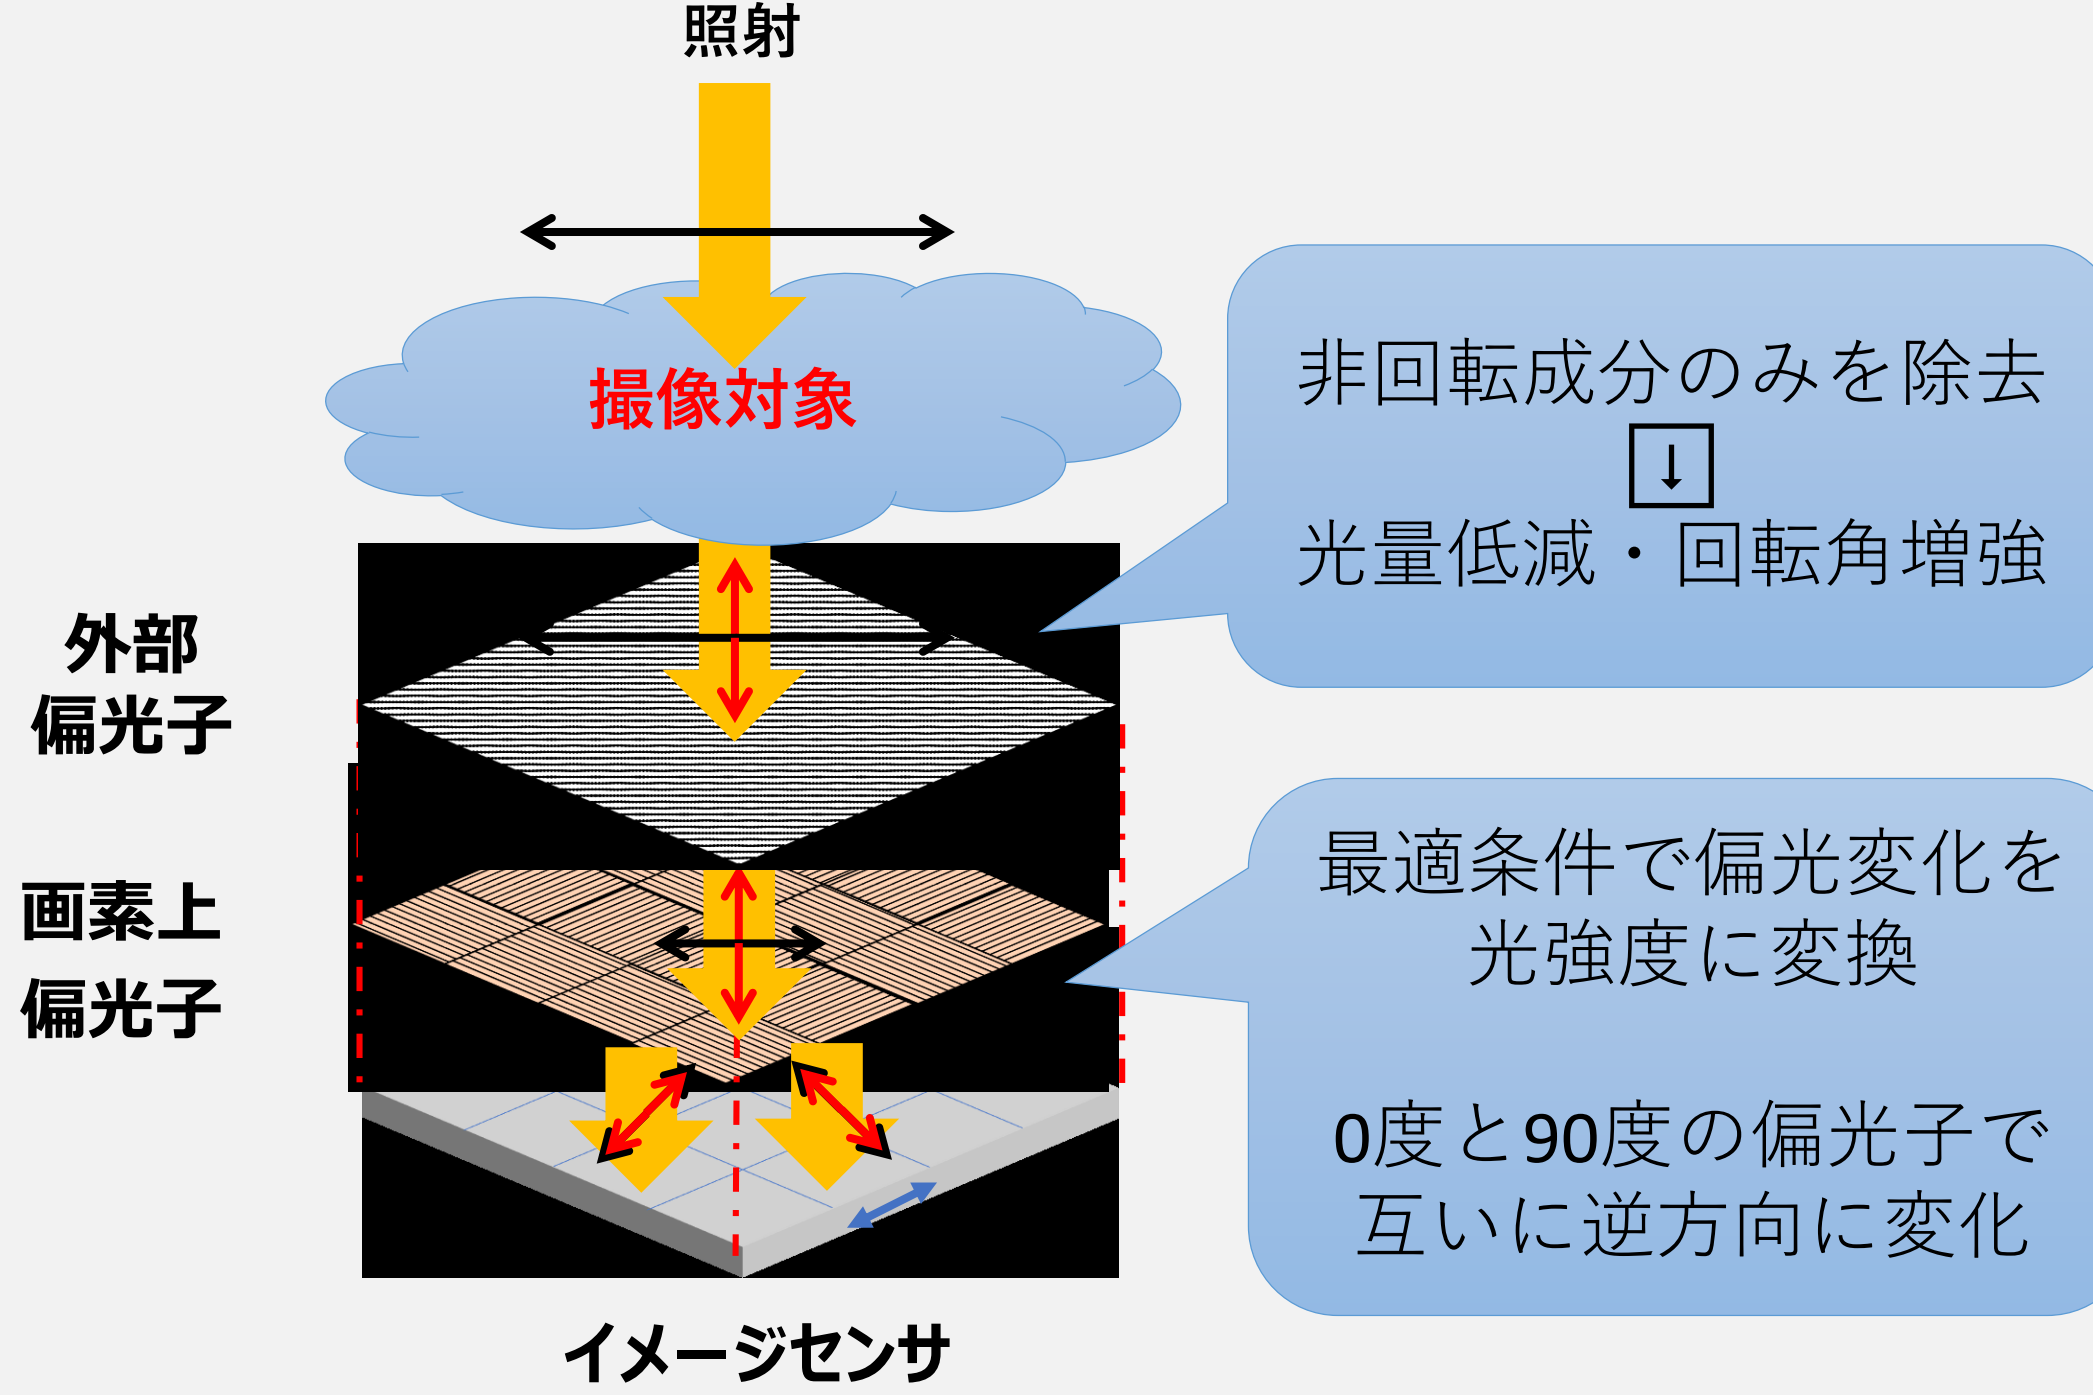 照射
撮像対象
非回転成分のみを除去
↓
光量低減・回転角増強
外部
偏光子
画素上
偏光子
最適条件で偏光変化を
光強度に変換
0度と90度の偏光子で
互いに逆方向に変化
イメージセンサ